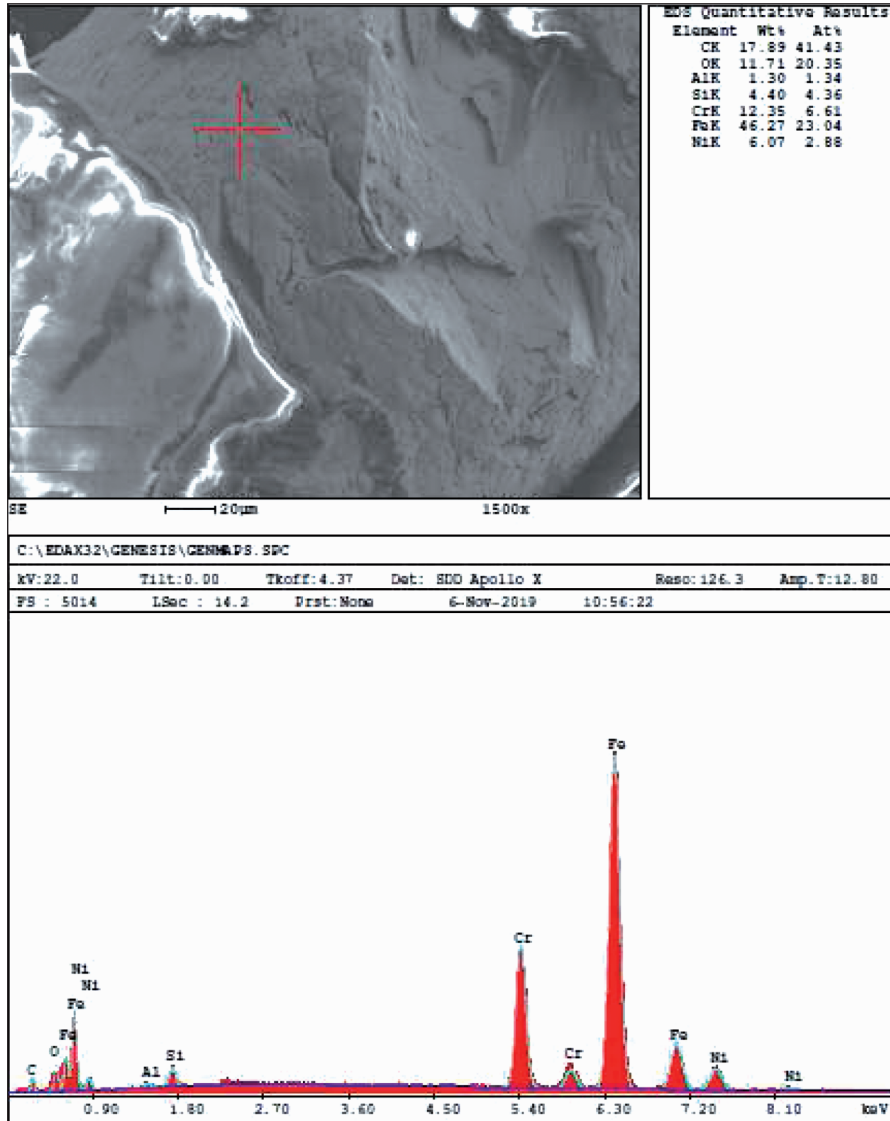 EDS Quantitative Results
Element Wt% At%
CK 17.89 41.43
OK 11.71 20.35
AlK 1.30 1.34
SiK 4.40 4.36
CrK 12.35 6.61
FeK 46.27 23.04
NiK 6.07 2.88
SE 20µm 1500x
C:\EDAX32\GENESIS\GENMAPS.SPC
kV:22.0 Tilt:0.00 Tkoff:4.37 Det: SDD Apollo X Reso:126.3 Amp.T:12.80
FS : 5014 LSec : 14.2 Prst:None 6-Nov-2019 10:56:22
Fe
Cr
Ni
Ni
Fe
Fe
Fe
O
Cr
Si
Ni
C
Al
Ni
0.90 1.80 2.70 3.60 4.50 5.40 6.30 7.20 8.10 keV